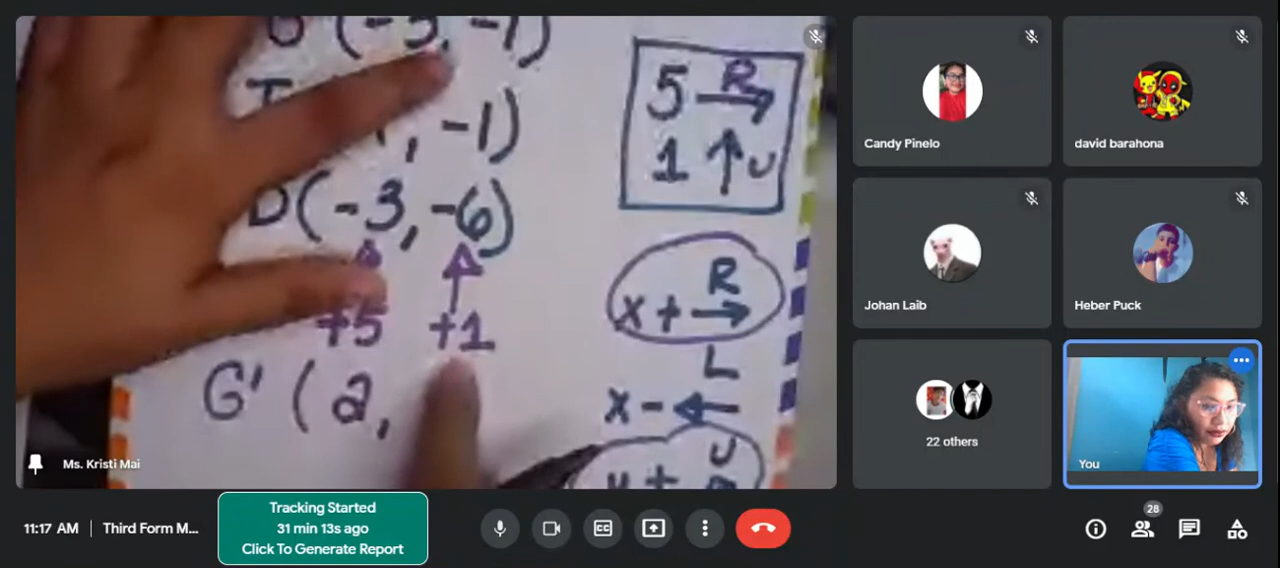 (-3, -1)
, -1)
D(-3, -6)
+5 +1
G' (2,
5 R
1 U
x + R
L
x -
U
y +
Ms. Kristi Mai
Candy Pinelo
david barahona
Johan Laib
Heber Puck
22 others
You
11:17 AM | Third Form M...
Tracking Started
31 min 13s ago
Click To Generate Report
CC
28